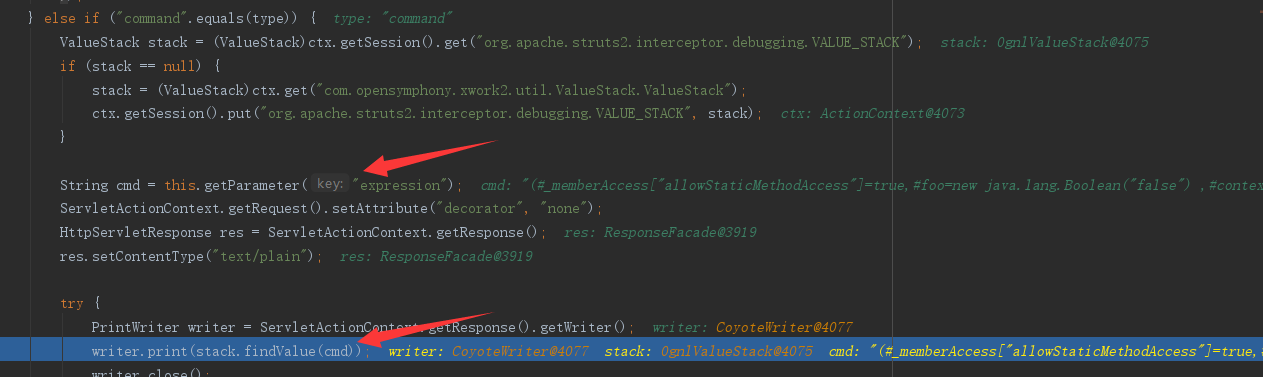 } else if ("command".equals(type)) { type: "command"
ValueStack stack = (ValueStack)ctx.getSession().get("org.apache.struts2.interceptor.debugging.VALUE_STACK"); stack: OgnlValueStack@4075
if (stack == null) {
stack = (ValueStack)ctx.get("com.opensymphony.xwork2.util.ValueStack.ValueStack");
ctx.getSession().put("org.apache.struts2.interceptor.debugging.VALUE_STACK", stack); ctx: ActionContext@4073
}
String cmd = this.getParameter( key: "expression"); cmd: "(#_memberAccess["allowStaticMethodAccess"]=true,#foo=new java.lang.Boolean("false") ,#contex
ServletActionContext.getRequest().setAttribute("decorator", "none");
HttpServletResponse res = ServletActionContext.getResponse(); res: ResponseFacade@3919
res.setContentType("text/plain"); res: ResponseFacade@3919
try {
PrintWriter writer = ServletActionContext.getResponse().getWriter(); writer: CoyoteWriter@4077
writer.print(stack.findValue(cmd)); writer: CoyoteWriter@4077 stack: OgnlValueStack@4075 cmd: "(#_memberAccess["allowStaticMethodAccess"]=true,#
writer.close();